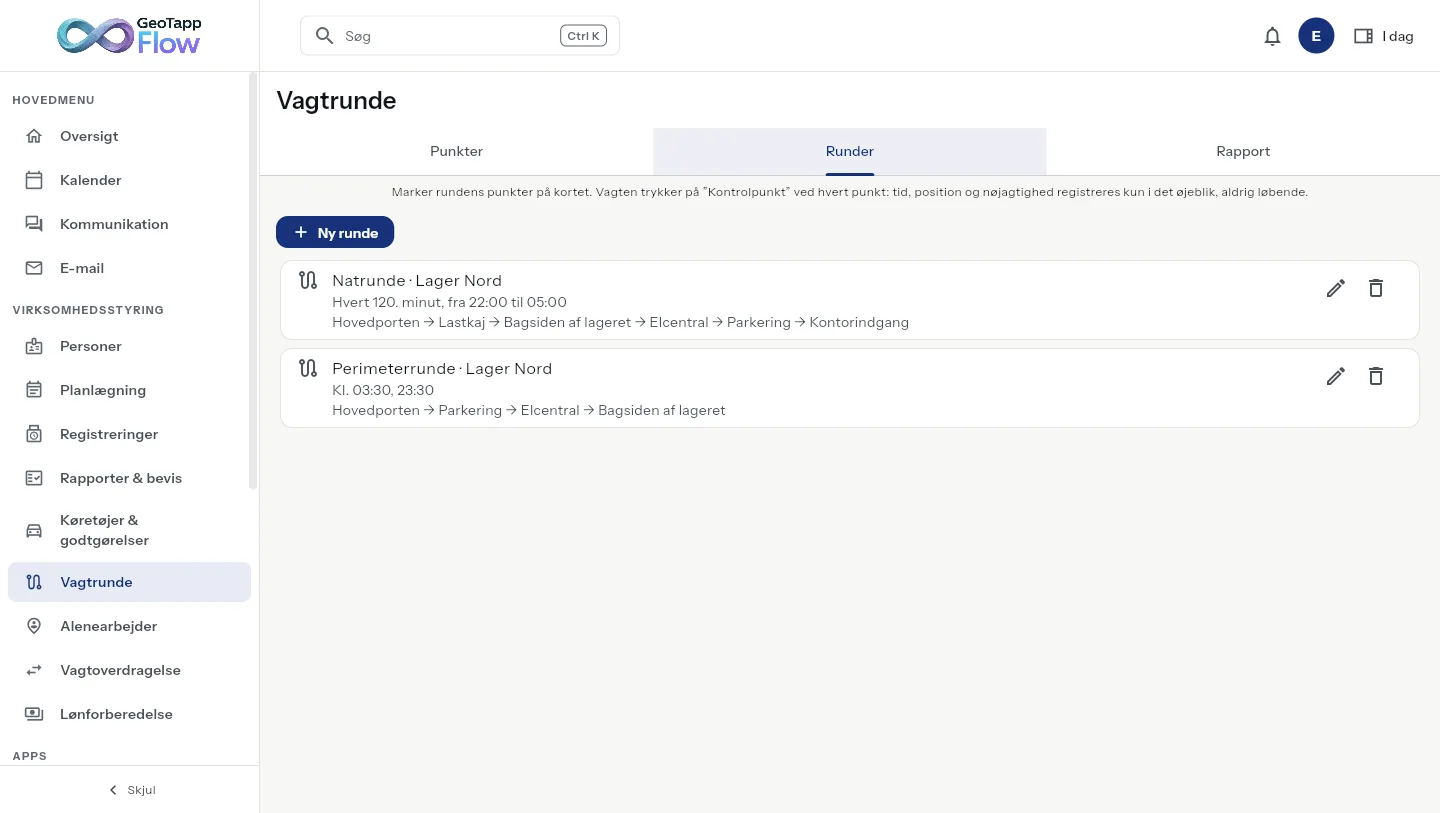 GeoTapp
Flow
Søg
Ctrl K
E
I dag
HOVEDMENU
Oversigt
Kalender
Kommunikation
E-mail
VIRKSOMHEDSSTYRING
Personer
Planlægning
Registreringer
Rapporter & bevis
Køretøjer &
godtgørelser
Vagtrunde
Alenearbejder
Vagtoverdragelse
Lønforberedelse
APPS
Skjul
Vagtrunde
Punkter
Runder
Rapport
Marker rundens punkter på kortet. Vagten trykker på ”Kontrolpunkt” ved hvert punkt: tid, position og nøjagtighed registreres kun i det øjeblik, aldrig løbende.
+ Ny runde
Natrunde · Lager Nord
Hvert 120. minut, fra 22:00 til 05:00
Hovedporten → Lastkaj → Bagsiden af lageret → Elcentral → Parkering → Kontorindgang
Perimeterrunde · Lager Nord
Kl. 03:30, 23:30
Hovedporten → Parkering → Elcentral → Bagsiden af lageret